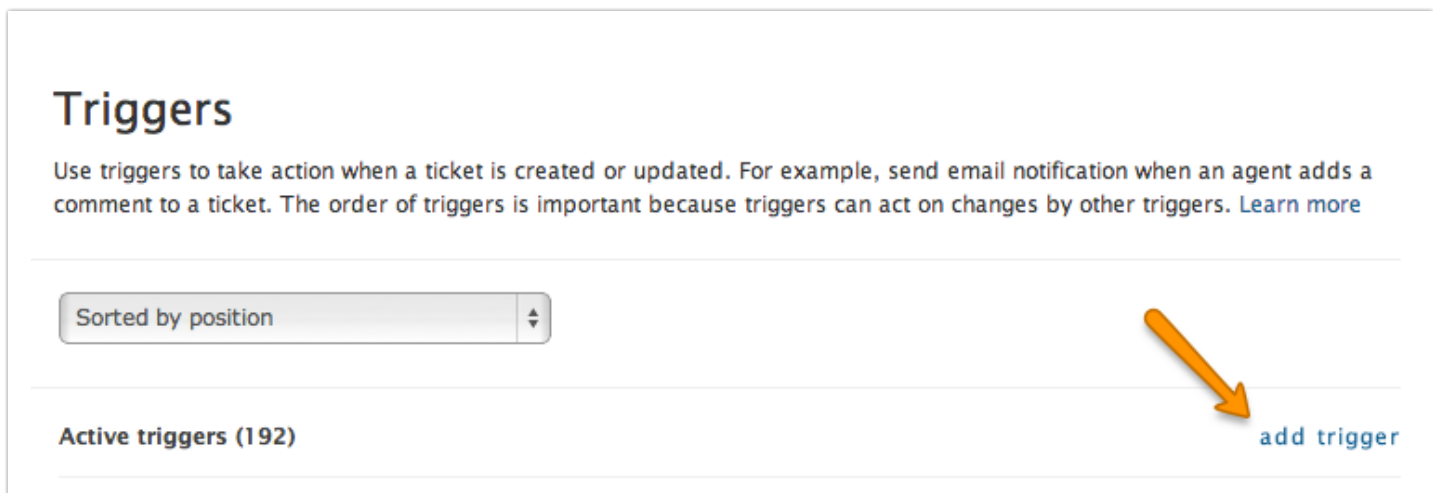 Triggers
Use triggers to take action when a ticket is created or updated. For example, send email notification when an agent adds a
comment to a ticket. The order of triggers is important because triggers can act on changes by other triggers. Learn more
Sorted by position
Active triggers (192)
add trigger